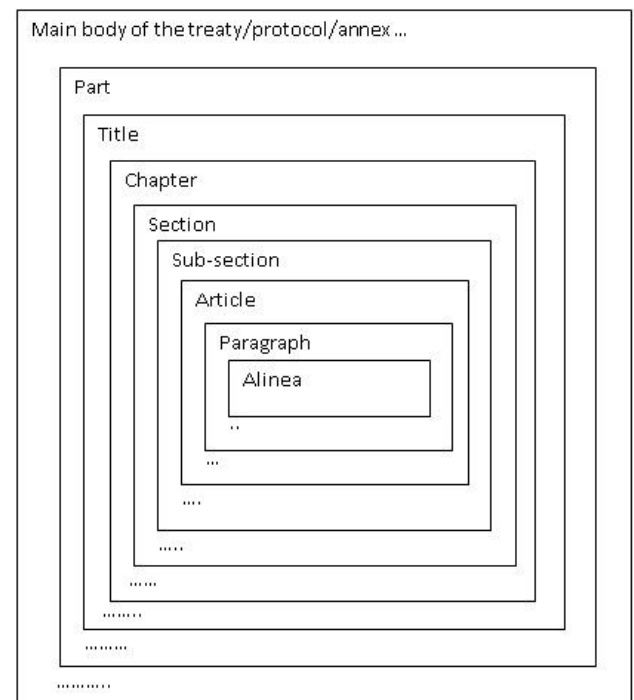 Main body of the treaty/protocol/annex ...
Part
Title
Chapter
Section
Sub-section
Article
Paragraph
Alinea
..
...
....
.....
......
........
.........
...........